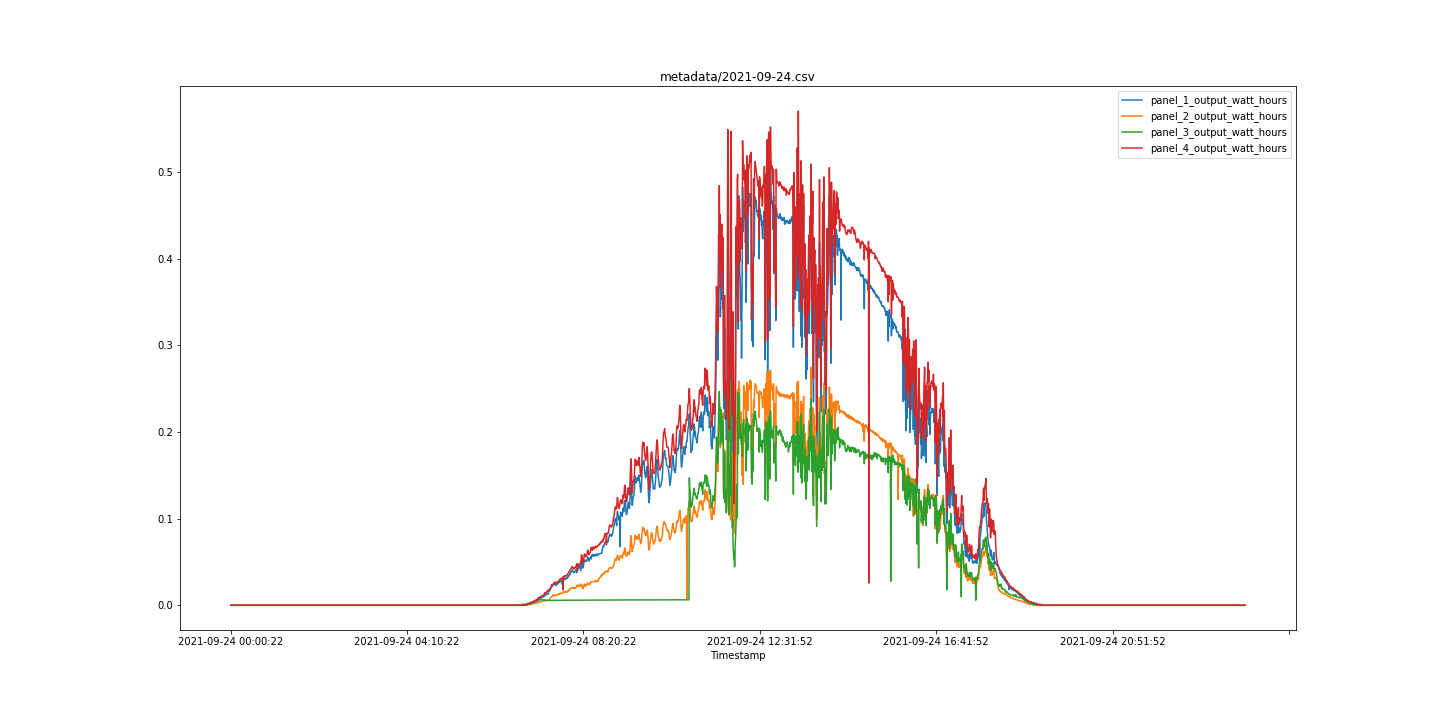 metadata/2021-09-24.csv
panel_1_output_watt_hours
panel_2_output_watt_hours
panel_3_output_watt_hours
panel_4_output_watt_hours
0.5
0.4
0.3
0.2
0.1
0.0
2021-09-24 00:00:22 2021-09-24 04:10:22 2021-09-24 08:20:22 2021-09-24 12:31:52 2021-09-24 16:41:52 2021-09-24 20:51:52
Timestamp